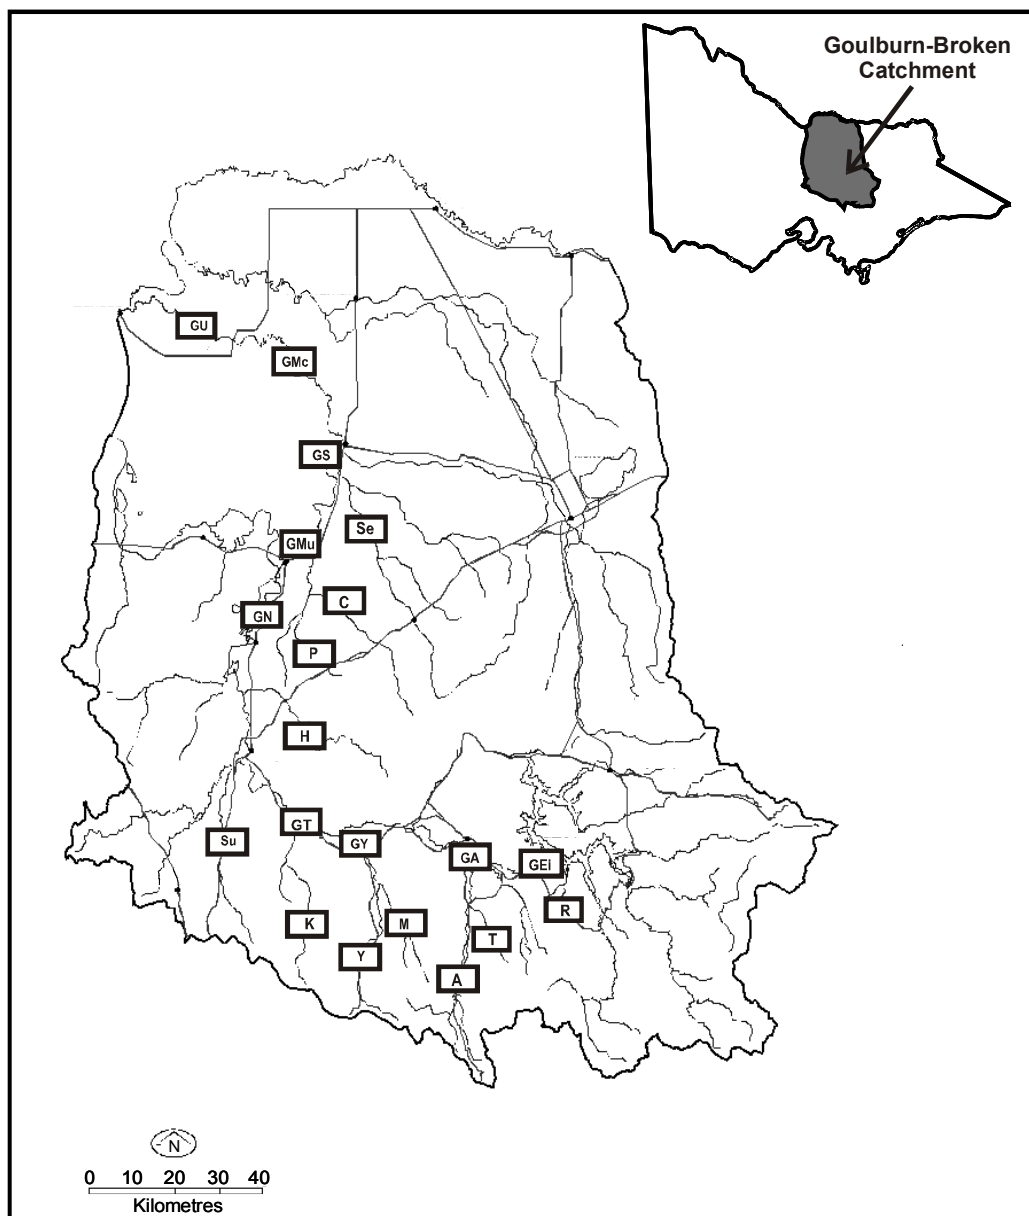 Goulburn-Broken
Catchment
GU
GMc
GS
Se
GMu
C
GN
P
H
GT
Su
GY
GA
GEI
R
K
M
T
Y
A
N
0 10 20 30 40
Kilometres